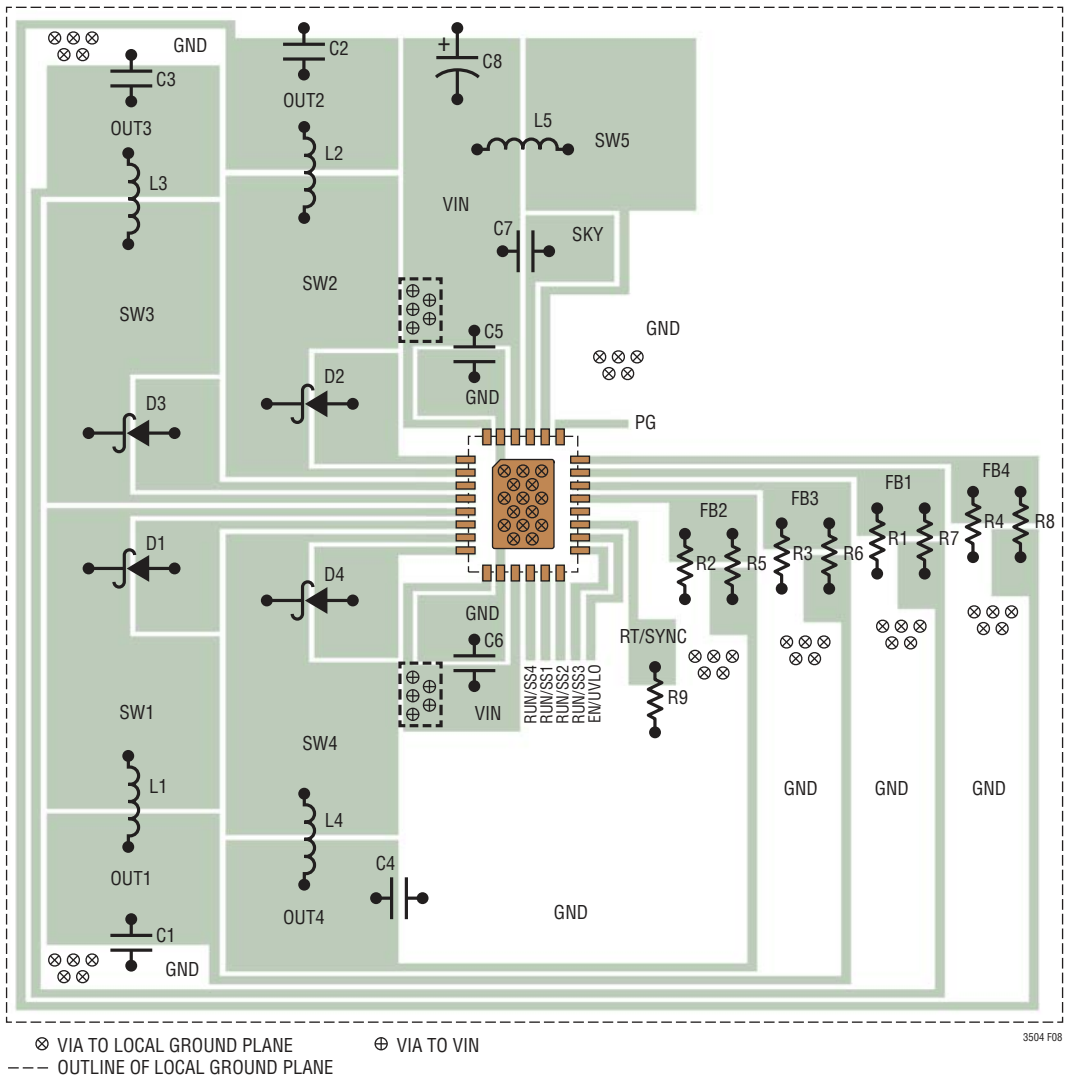 GND
C3
C2
+
C8
OUT3
OUT2
L5
SW5
L3
L2
VIN
C7
SKY
SW3
SW2
C5
GND
D3
D2
GND
PG
FB2
FB3
FB1
FB4
R2
R5
R3
R6
R1
R7
R4
R8
D1
D4
GND
C6
RT/SYNC
RUN/SS4
RUN/SS1
RUN/SS2
RUN/SS3
EN/UVLO
R9
SW1
VIN
SW4
L1
L4
GND
GND
GND
OUT1
C4
OUT4
GND
C1
GND
VIA TO LOCAL GROUND PLANE
VIA TO VIN
OUTLINE OF LOCAL GROUND PLANE
3504 F08